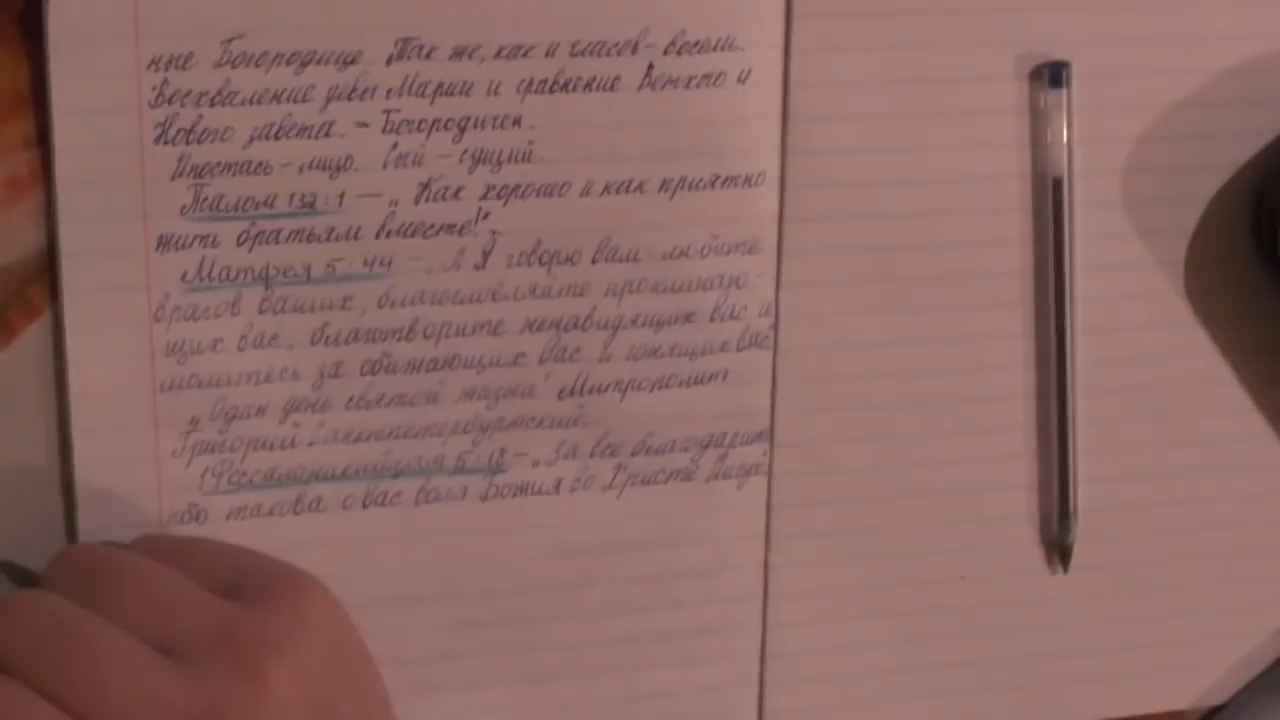 ные Богородице. Так же, как и гласов - восемь.
Восхваление девы Марии и сравнение Ветхого и
Нового завета. - Богородичен.
Ипостась - лицо. Сый - сущий.
Псалом 132:1 — „Как хорошо и как приятно
жить братьям вместе!"
Матфея 5:44 - „А Я говорю вам: любите
врагов ваших, благословляйте проклинаю-
щих вас, благотворите ненавидящих вас и
молитесь за обижающих вас и гонящих вас"
„Один день святой жизни" Митрополит
Григорий Санктпетербургский.
1Фессалоникийцам 5:18 - „За все благодарите
ибо такова о вас воля Божия во Христе Иисусе"